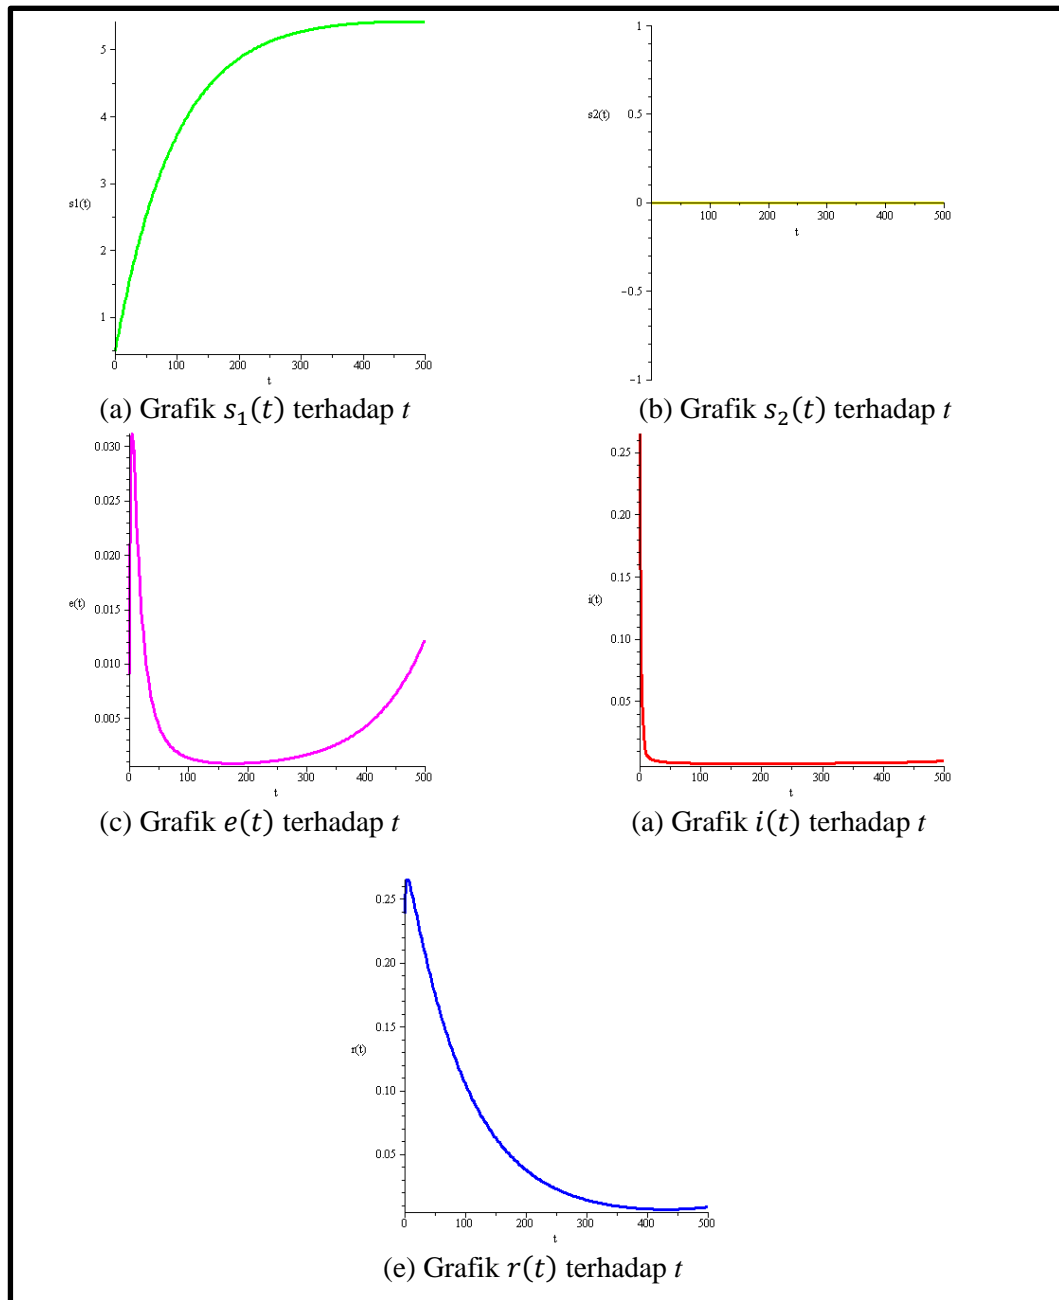 5
4
3
s1(t)
2
1
0 100 200 300 400 500
t
(a) Grafik s₁(t) terhadap t
1
s2(t) 0.5
0
100 200 300 400 500
t
−0.5
−1
(b) Grafik s₂(t) terhadap t
0.030
0.025
0.020
e(t) 0.015
0.010
0.005
0 100 200 300 400 500
t
(c) Grafik e(t) terhadap t
0.25
0.20
i(t) 0.15
0.10
0.05
0 100 200 300 400 500
t
(a) Grafik i(t) terhadap t
0.25
0.20
0.15
r(t)
0.10
0.05
0 100 200 300 400 500
t
(e) Grafik r(t) terhadap t